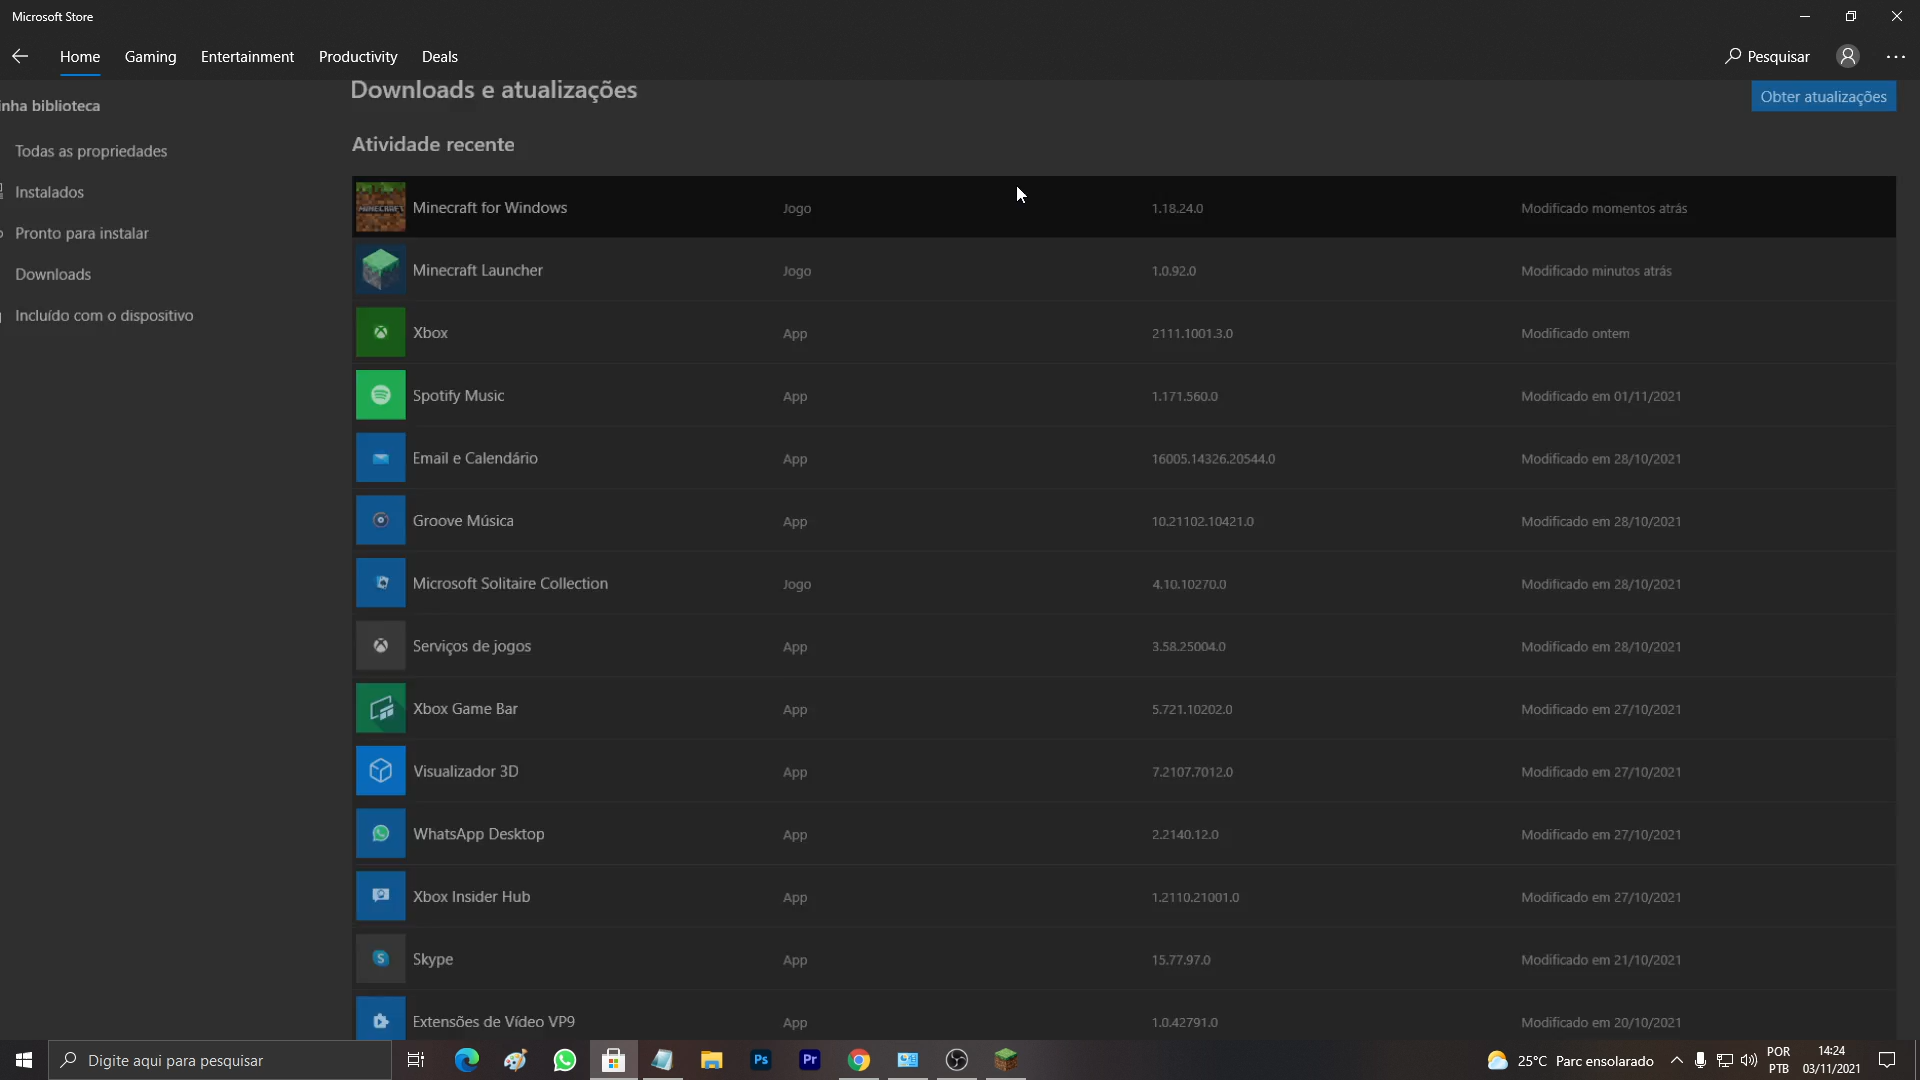 Microsoft Store
Home Gaming Entertainment Productivity Deals Pesquisar
Downloads e atualizações
Obter atualizações
inha biblioteca
Todas as propriedades
Instalados
Pronto para instalar
Downloads
Incluído com o dispositivo
Atividade recente
Minecraft for Windows Jogo 1.18.24.0 Modificado momentos atrás
Minecraft Launcher Jogo 1.0.92.0 Modificado minutos atrás
Xbox App 2111.1001.3.0 Modificado ontem
Spotify Music App 1.171.560.0 Modificado em 01/11/2021
Email e Calendário App 16005.14326.20544.0 Modificado em 28/10/2021
Groove Música App 10.21102.10421.0 Modificado em 28/10/2021
Microsoft Solitaire Collection Jogo 4.10.10270.0 Modificado em 28/10/2021
Serviços de jogos App 3.58.25004.0 Modificado em 28/10/2021
Xbox Game Bar App 5.721.10202.0 Modificado em 27/10/2021
Visualizador 3D App 7.2107.7012.0 Modificado em 27/10/2021
WhatsApp Desktop App 2.2140.12.0 Modificado em 27/10/2021
Xbox Insider Hub App 1.2110.21001.0 Modificado em 27/10/2021
Skype App 15.77.97.0 Modificado em 21/10/2021
Extensões de Vídeo VP9 App 1.0.42791.0 Modificado em 20/10/2021
Digite aqui para pesquisar Ps Pr 25°C Parc ensolarado
POR 14:24
PTB 03/11/2021